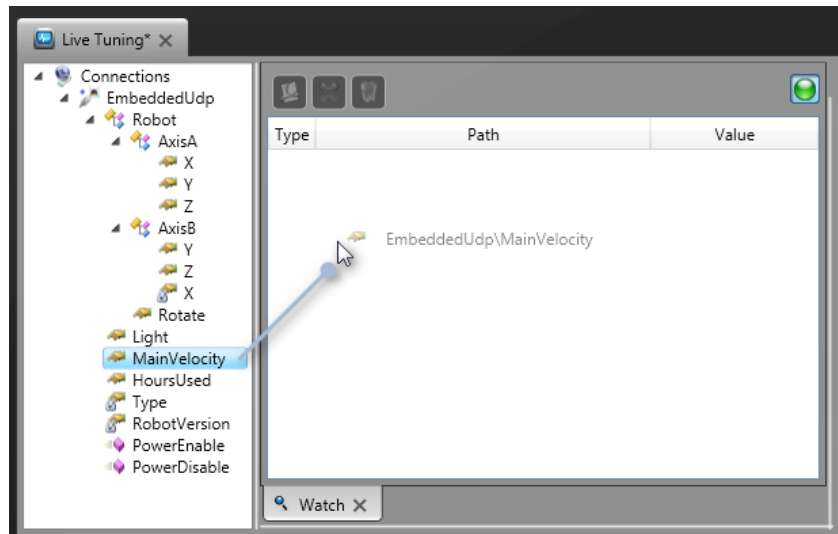 Live Tuning*
Connections
EmbeddedUdp
Robot
AxisA
X
Y
Z
AxisB
Y
Z
X
Rotate
Light
MainVelocity
HoursUsed
Type
RobotVersion
PowerEnable
PowerDisable
Type Path Value
EmbeddedUdp\MainVelocity
Watch